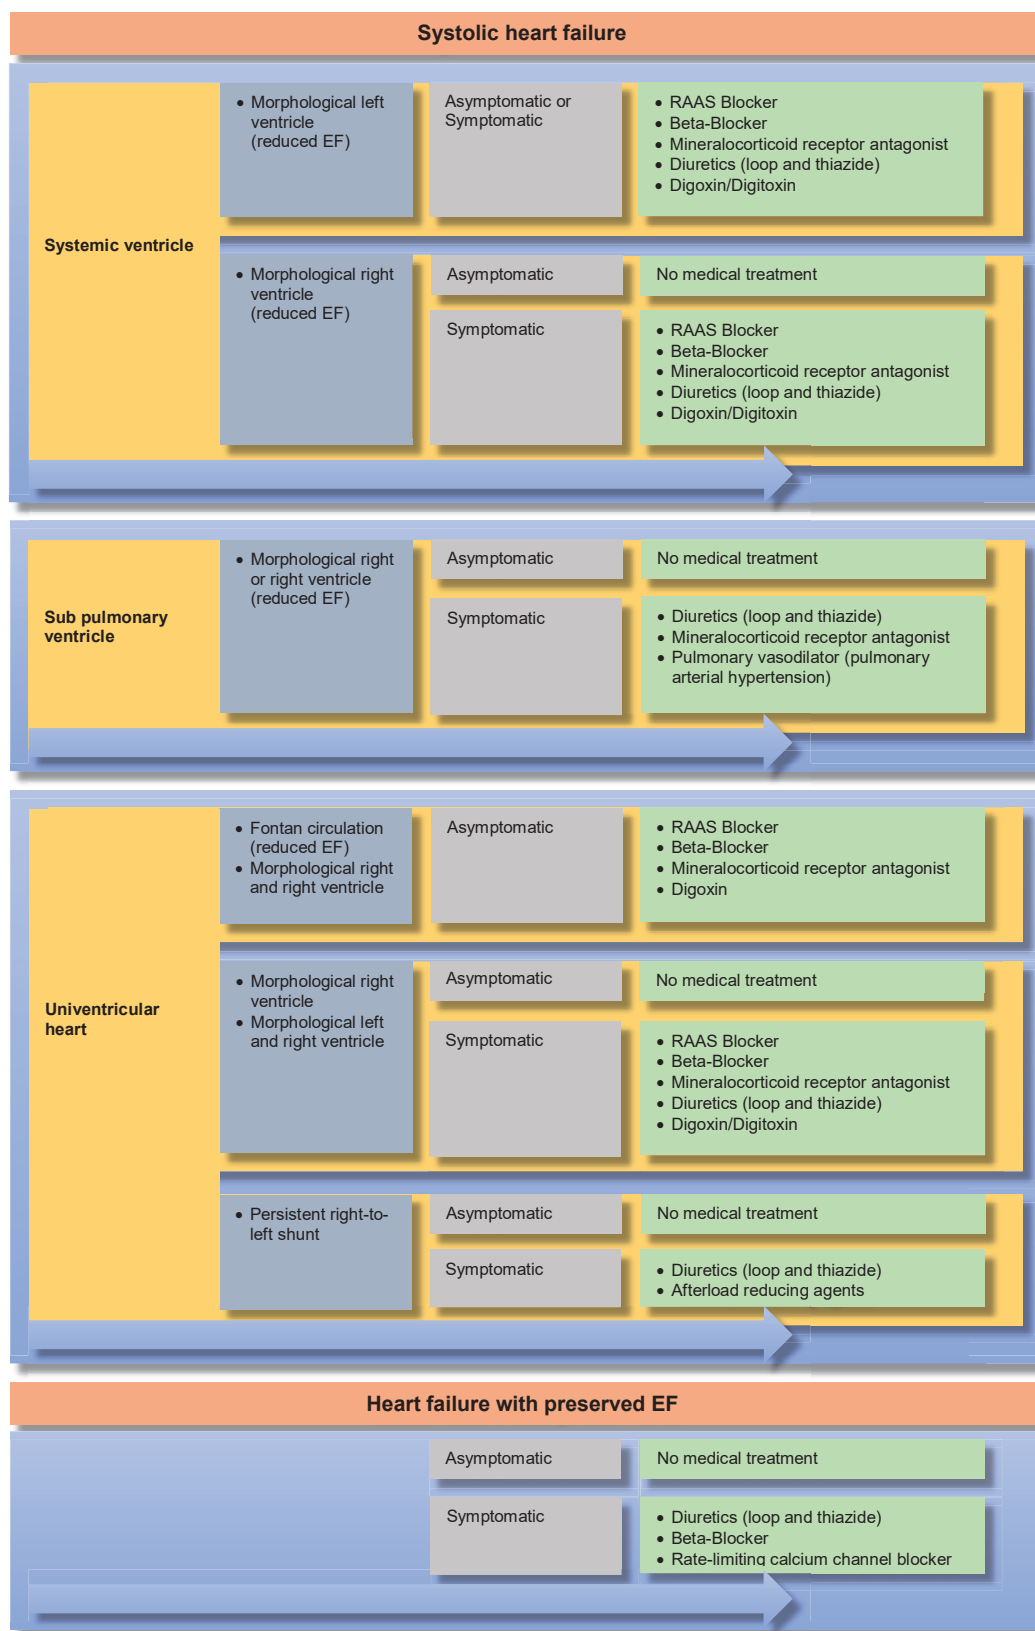 Systolic heart failure
Systemic ventricle
• Morphological left
ventricle
(reduced EF)
Asymptomatic or
Symptomatic
• RAAS Blocker
• Beta-Blocker
• Mineralocorticoid receptor antagonist
• Diuretics (loop and thiazide)
• Digoxin/Digitoxin
• Morphological right
ventricle
(reduced EF)
Asymptomatic
No medical treatment
Symptomatic
• RAAS Blocker
• Beta-Blocker
• Mineralocorticoid receptor antagonist
• Diuretics (loop and thiazide)
• Digoxin/Digitoxin
Sub pulmonary
ventricle
• Morphological right
or right ventricle
(reduced EF)
Asymptomatic
No medical treatment
Symptomatic
• Diuretics (loop and thiazide)
• Mineralocorticoid receptor antagonist
• Pulmonary vasodilator (pulmonary
arterial hypertension)
Univentricular
heart
• Fontan circulation
(reduced EF)
• Morphological right
and right ventricle
Asymptomatic
• RAAS Blocker
• Beta-Blocker
• Mineralocorticoid receptor antagonist
• Digoxin
• Morphological right
ventricle
• Morphological left
and right ventricle
Asymptomatic
No medical treatment
Symptomatic
• RAAS Blocker
• Beta-Blocker
• Mineralocorticoid receptor antagonist
• Diuretics (loop and thiazide)
• Digoxin/Digitoxin
• Persistent right-to-
left shunt
Asymptomatic
No medical treatment
Symptomatic
• Diuretics (loop and thiazide)
• Afterload reducing agents
Heart failure with preserved EF
Asymptomatic
No medical treatment
Symptomatic
• Diuretics (loop and thiazide)
• Beta-Blocker
• Rate-limiting calcium channel blocker